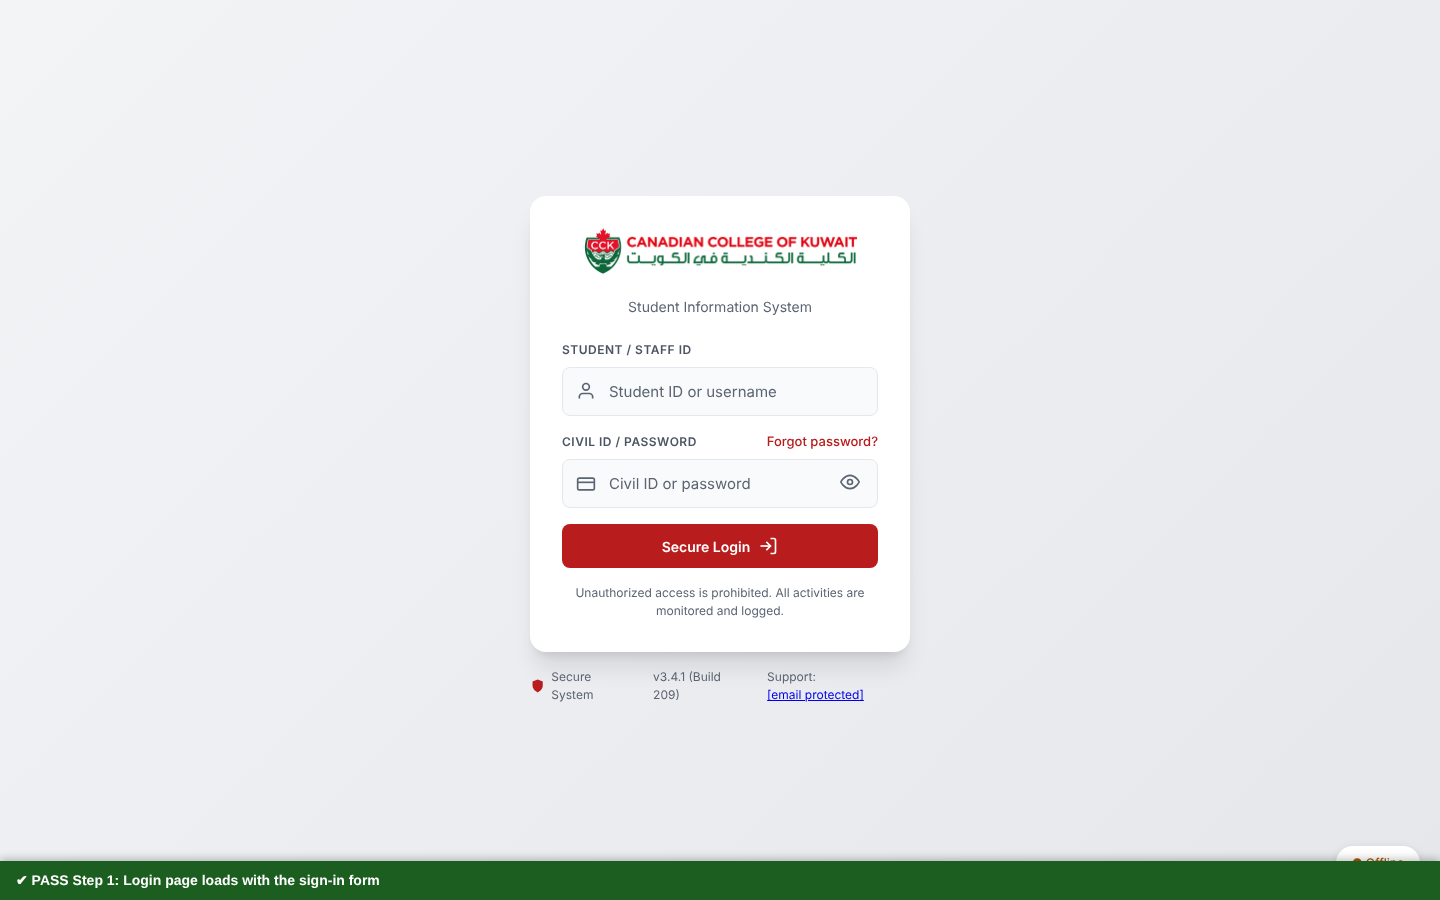 CCK
CANADIAN COLLEGE OF KUWAIT
الكلية الكندية في الكويت
Student Information System
STUDENT / STAFF ID
Student ID or username
CIVIL ID / PASSWORD
Forgot password?
Civil ID or password
Secure Login
Unauthorized access is prohibited. All activities are
monitored and logged.
Secure
System
v3.4.1 (Build
209)
Support:
[email protected]
Offline
✔ PASS Step 1: Login page loads with the sign-in form